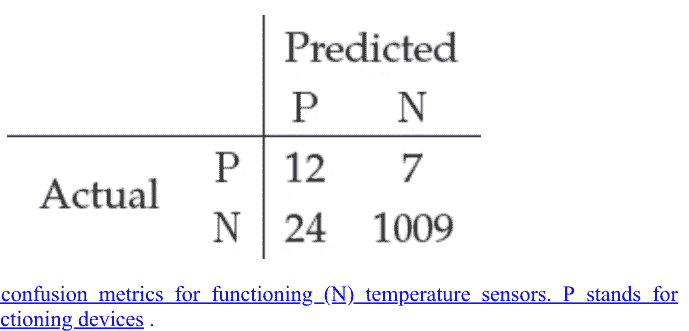 Predicted
P N
P 12 7
Actual
N 24 1009
confusion metrics for functioning (N) temperature sensors. P stands for
ctioning devices .